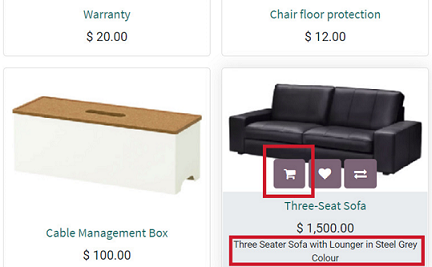 Warranty
$ 20.00
Chair floor protection
$ 12.00
Cable Management Box
$ 100.00
Three-Seat Sofa
$ 1,500.00
Three Seater Sofa with Lounger in Steel Grey
Colour